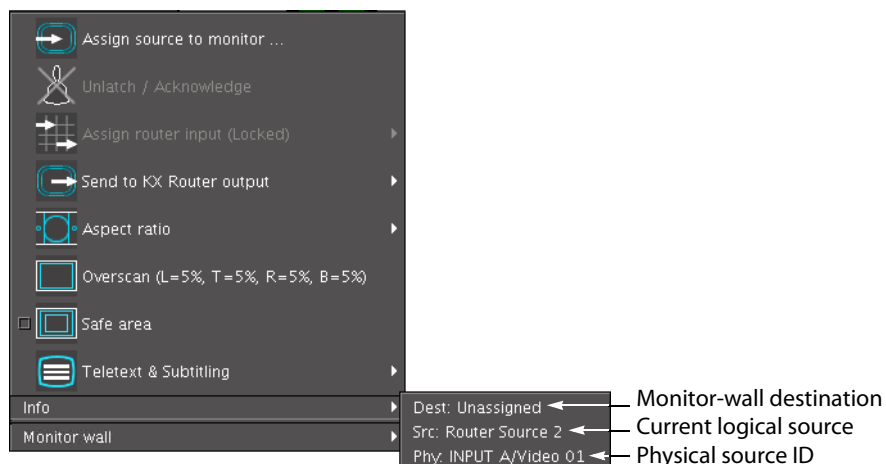 Assign source to monitor ...
Unlatch / Acknowledge
Assign router input (Locked)
Send to KX Router output
Aspect ratio
Overscan (L=5%, T=5%, R=5%, B=5%)
Safe area
Teletext & Subtitling
Info
Monitor wall
Dest: Unassigned
Src: Router Source 2
Phy: INPUT A/Video 01
Monitor-wall destination
Current logical source
Physical source ID